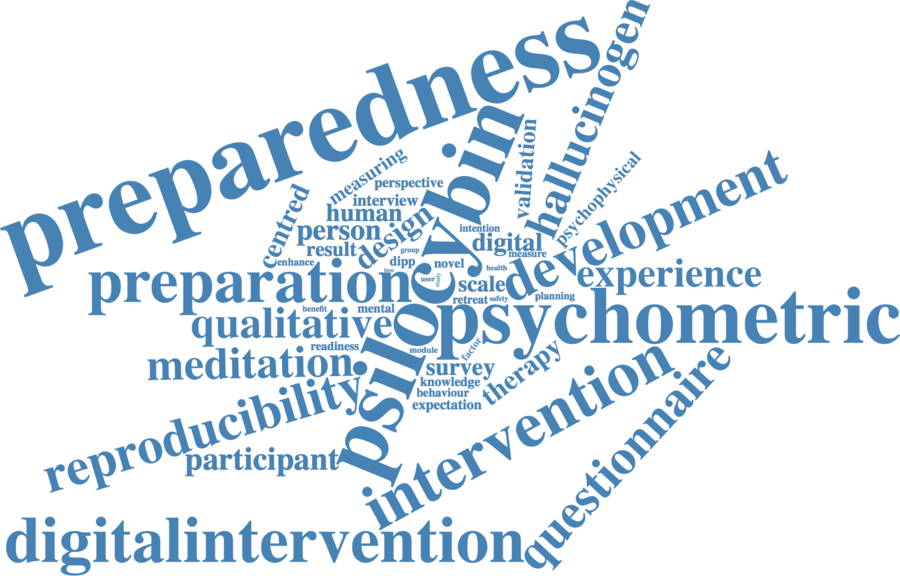 preparedness
hallucinogen
psilocybin
validation
measuring
perspective
psychophysical
centred
interview
human
design
person
intention
digital
development
result
group
measure
enhance
dipp
novel
health
experience
preparation
how
user
study
scale
retreat
safety
planning
benefit
mental
qualitative
psychometric
readiness
module
factor
meditation
survey
therapy
knowledge
behaviour
expectation
reproducibility
intervention
questionnaire
participant
digitalintervention